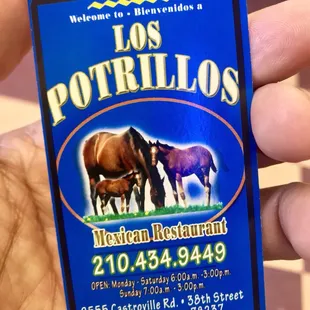 Welcome to • Bienvenidos a
LOS
POTRILLOS
Mexican Restaurant
210.434.9449
OPEN: Monday - Saturday 6:00a.m. -3:00p.m.
Sunday 7:00a.m. - 3:00p.m.
Castroville Rd. • 38th Street
78237